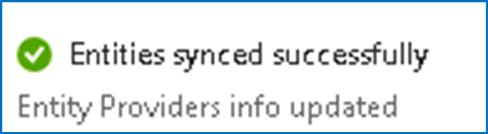 Entities synced successfully
Entity Providers info updated